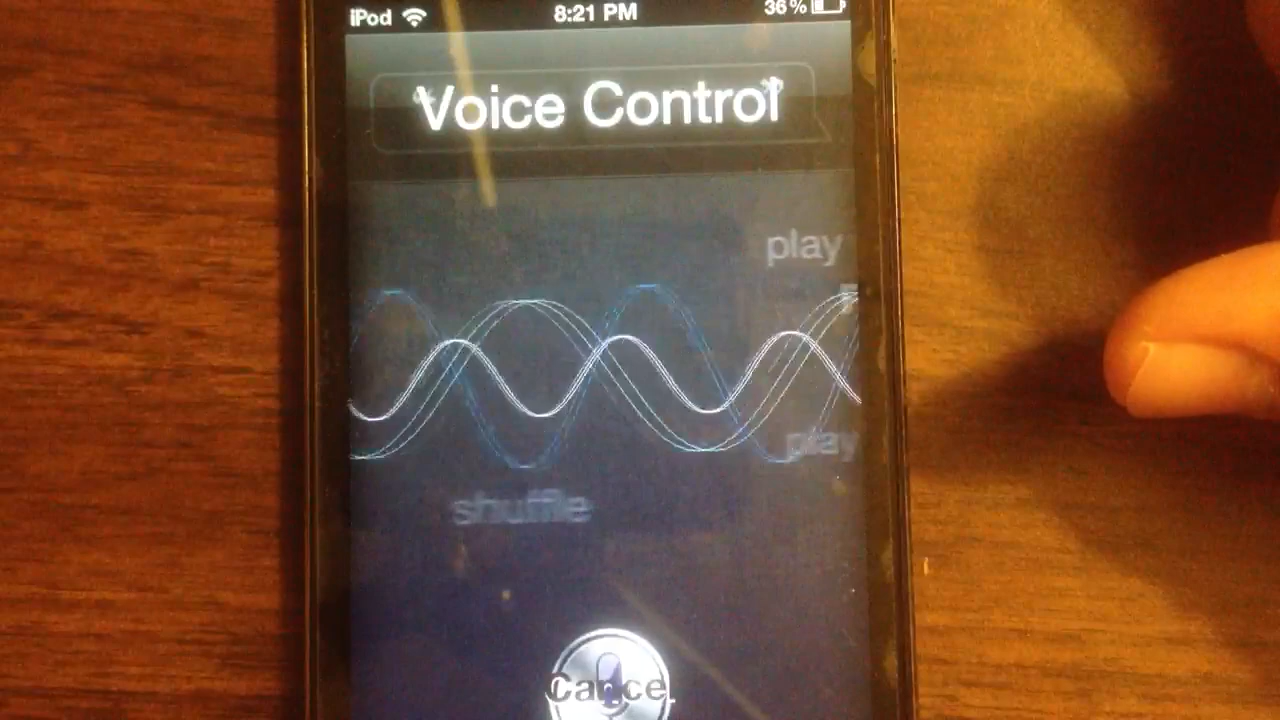 iPod 8:21 PM 36%
“Voice Control”
play
play
shuffle
Cancel